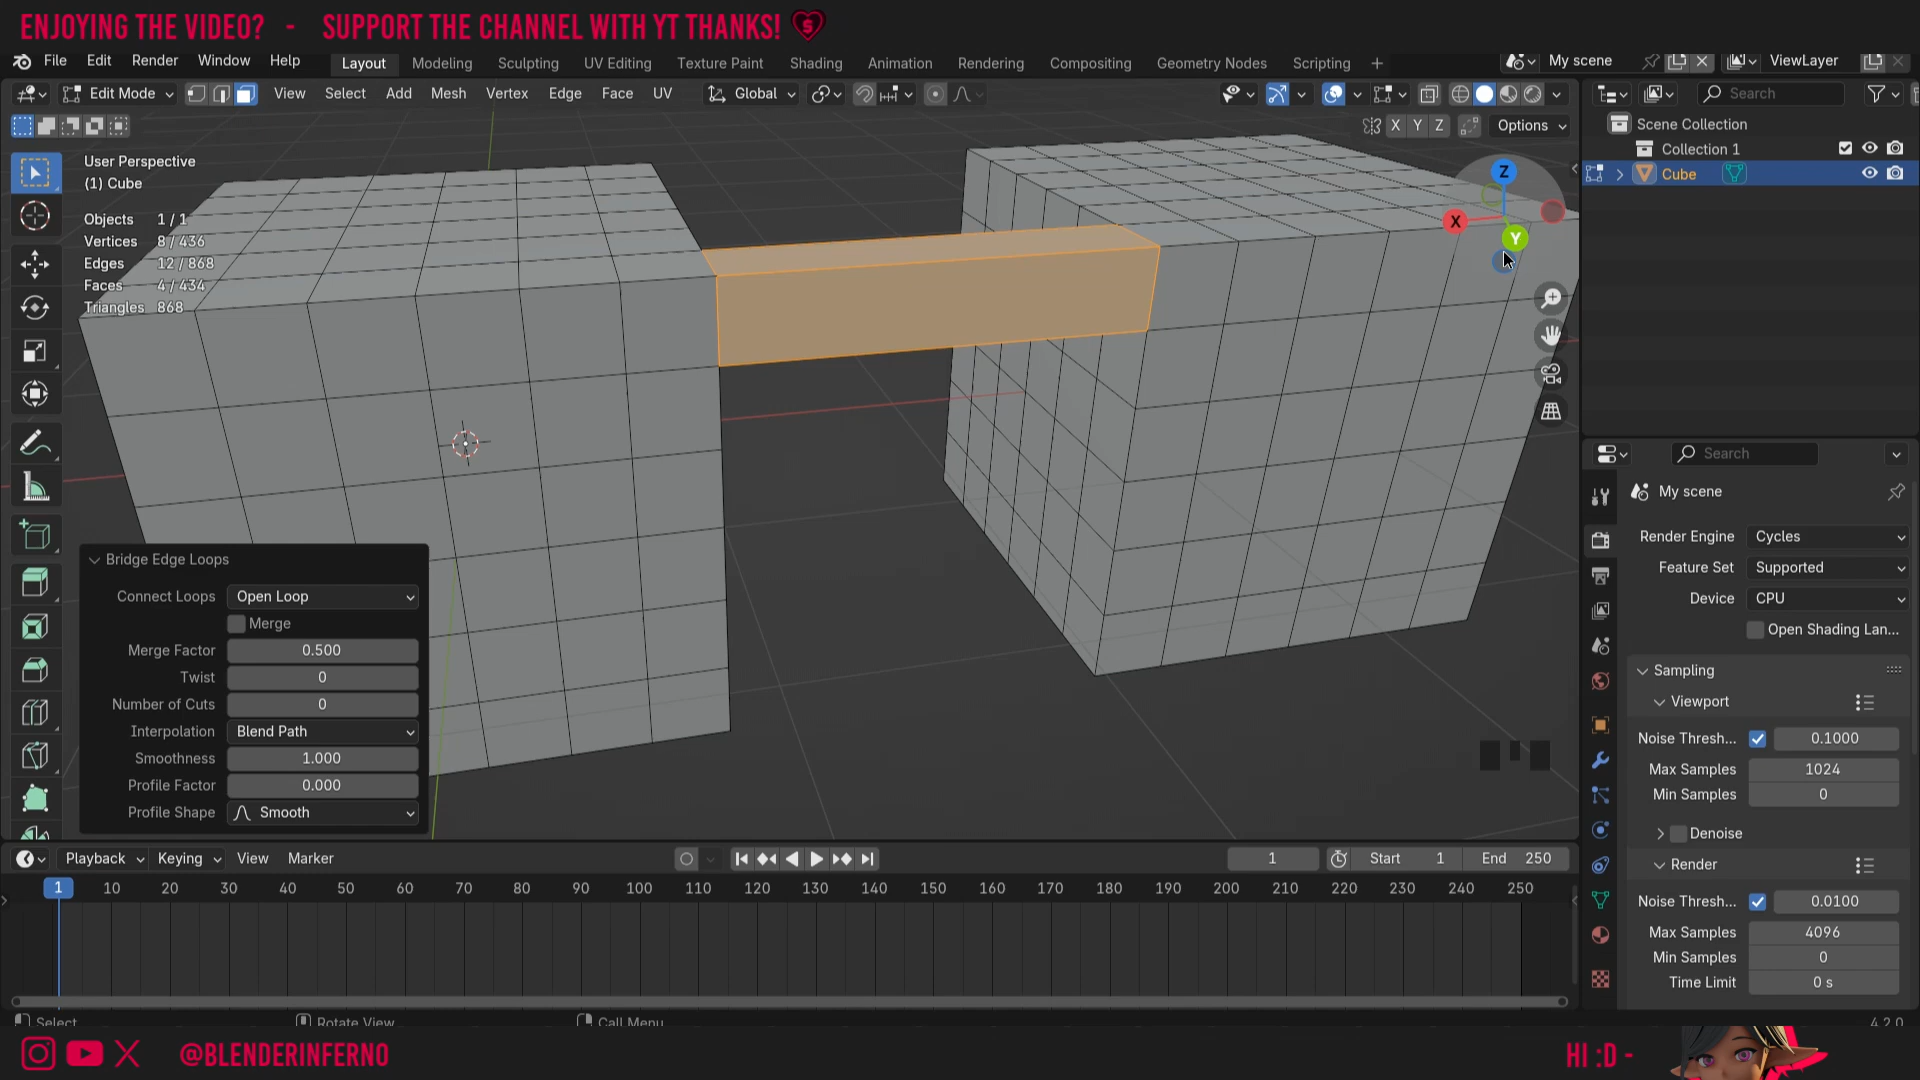 ENJOYING THE VIDEO? - SUPPORT THE CHANNEL WITH YT THANKS!
File Edit Render Window Help Layout Modeling Sculpting UV Editing Texture Paint Shading Animation Rendering Compositing Geometry Nodes Scripting + My scene ViewLayer
Edit Mode View Select Add Mesh Vertex Edge Face UV Global Search
X Y Z Options
Scene Collection
Collection 1
Cube
User Perspective
(1) Cube
Objects 1 / 1
Vertices 8 / 436
Edges 12 / 868
Faces 4 / 434
Triangles 868
Z
X
Y
Bridge Edge Loops
Connect Loops Open Loop
Merge
Merge Factor 0.500
Twist 0
Number of Cuts 0
Interpolation Blend Path
Smoothness 1.000
Profile Factor 0.000
Profile Shape Smooth
Search
My scene
Render Engine Cycles
Feature Set Supported
Device CPU
Open Shading Lan...
Sampling
Viewport
Noise Thresh... 0.1000
Max Samples 1024
Min Samples 0
Denoise
Render
Noise Thresh... 0.0100
Max Samples 4096
Min Samples 0
Time Limit 0 s
Playback Keying View Marker 1 Start 1 End 250
1 10 20 30 40 50 60 70 80 90 100 110 120 130 140 150 160 170 180 190 200 210 220 230 240 250
Select Rotate View Call Menu 4.2.0
@BLENDERINFERNO
HI :D -